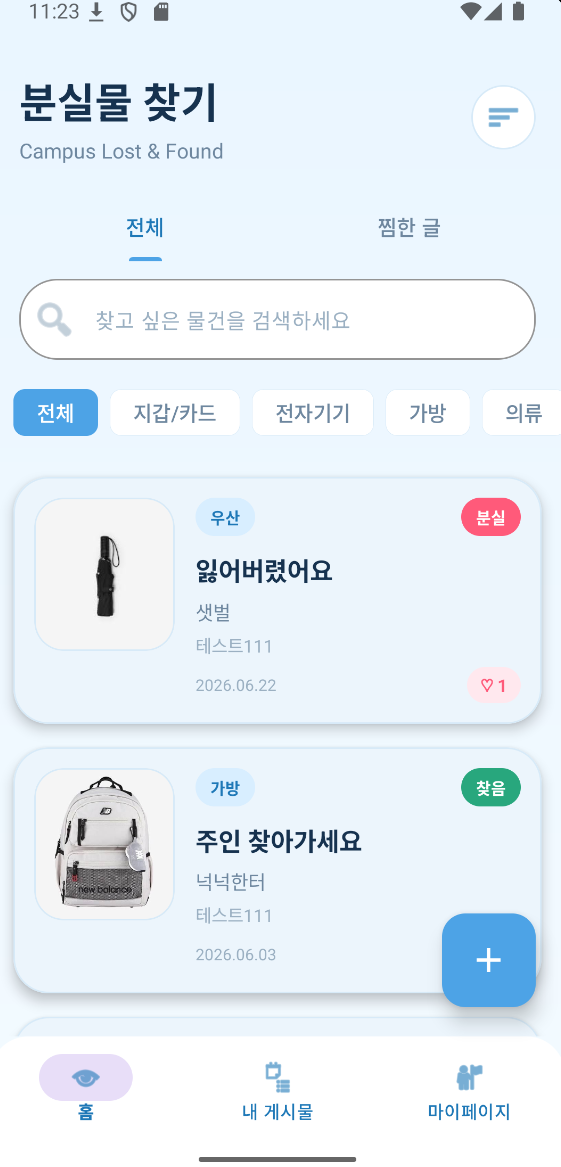 11:23
분실물 찾기
Campus Lost & Found
전체 찜한 글
찾고 싶은 물건을 검색하세요
전체 지갑/카드 전자기기 가방 의류
우산 분실
잃어버렸어요
샛벌
테스트111
2026.06.22 ♡ 1
가방 찾음
주인 찾아가세요
넉넉한터
테스트111
2026.06.03
new balance
+
홈 내 게시물 마이페이지